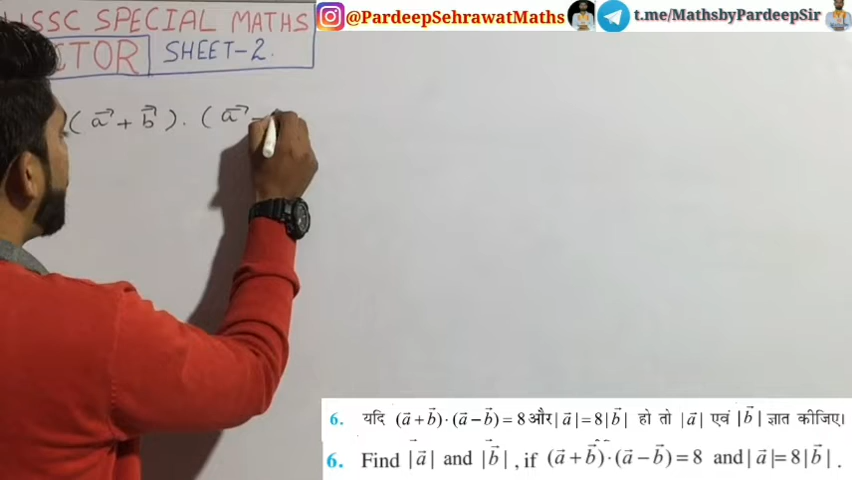 SSC SPECIAL MATHS
@PardeepSehrawatMaths
t.me/MathsbyPardeepSir
SHEET-2.
( a⃗ + b⃗ ) . ( a⃗ -
6. यदि (a⃗ + b⃗) · (a⃗ − b⃗) = 8 और | a⃗ | = 8 | b⃗ | हो तो | a⃗ | एवं | b⃗ | ज्ञात कीजिए।
6. Find | a⃗ | and | b⃗ |, if (a⃗ + b⃗) · (a⃗ − b⃗) = 8 and | a⃗ | = 8 | b⃗ | .